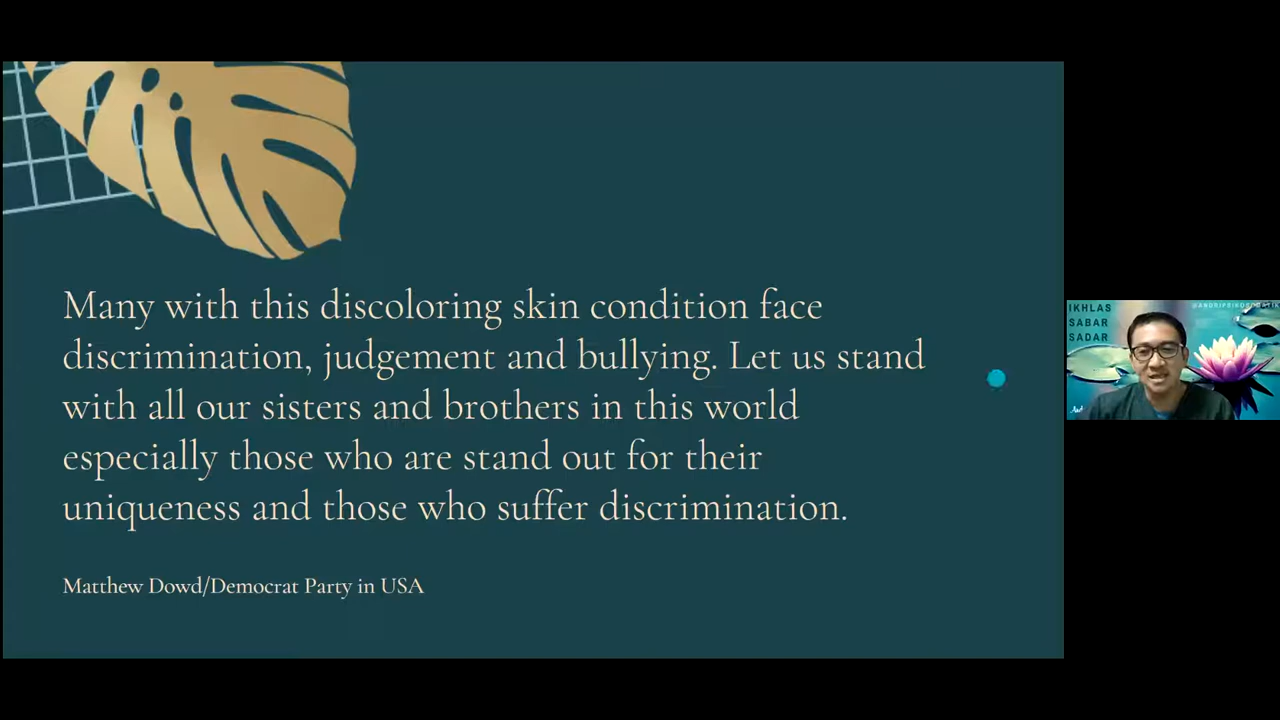 Many with this discoloring skin condition face
discrimination, judgement and bullying. Let us stand
with all our sisters and brothers in this world
especially those who are stand out for their
uniqueness and those who suffer discrimination.
Matthew Dowd/Democrat Party in USA
IKHLAS
SABAR
SADAR